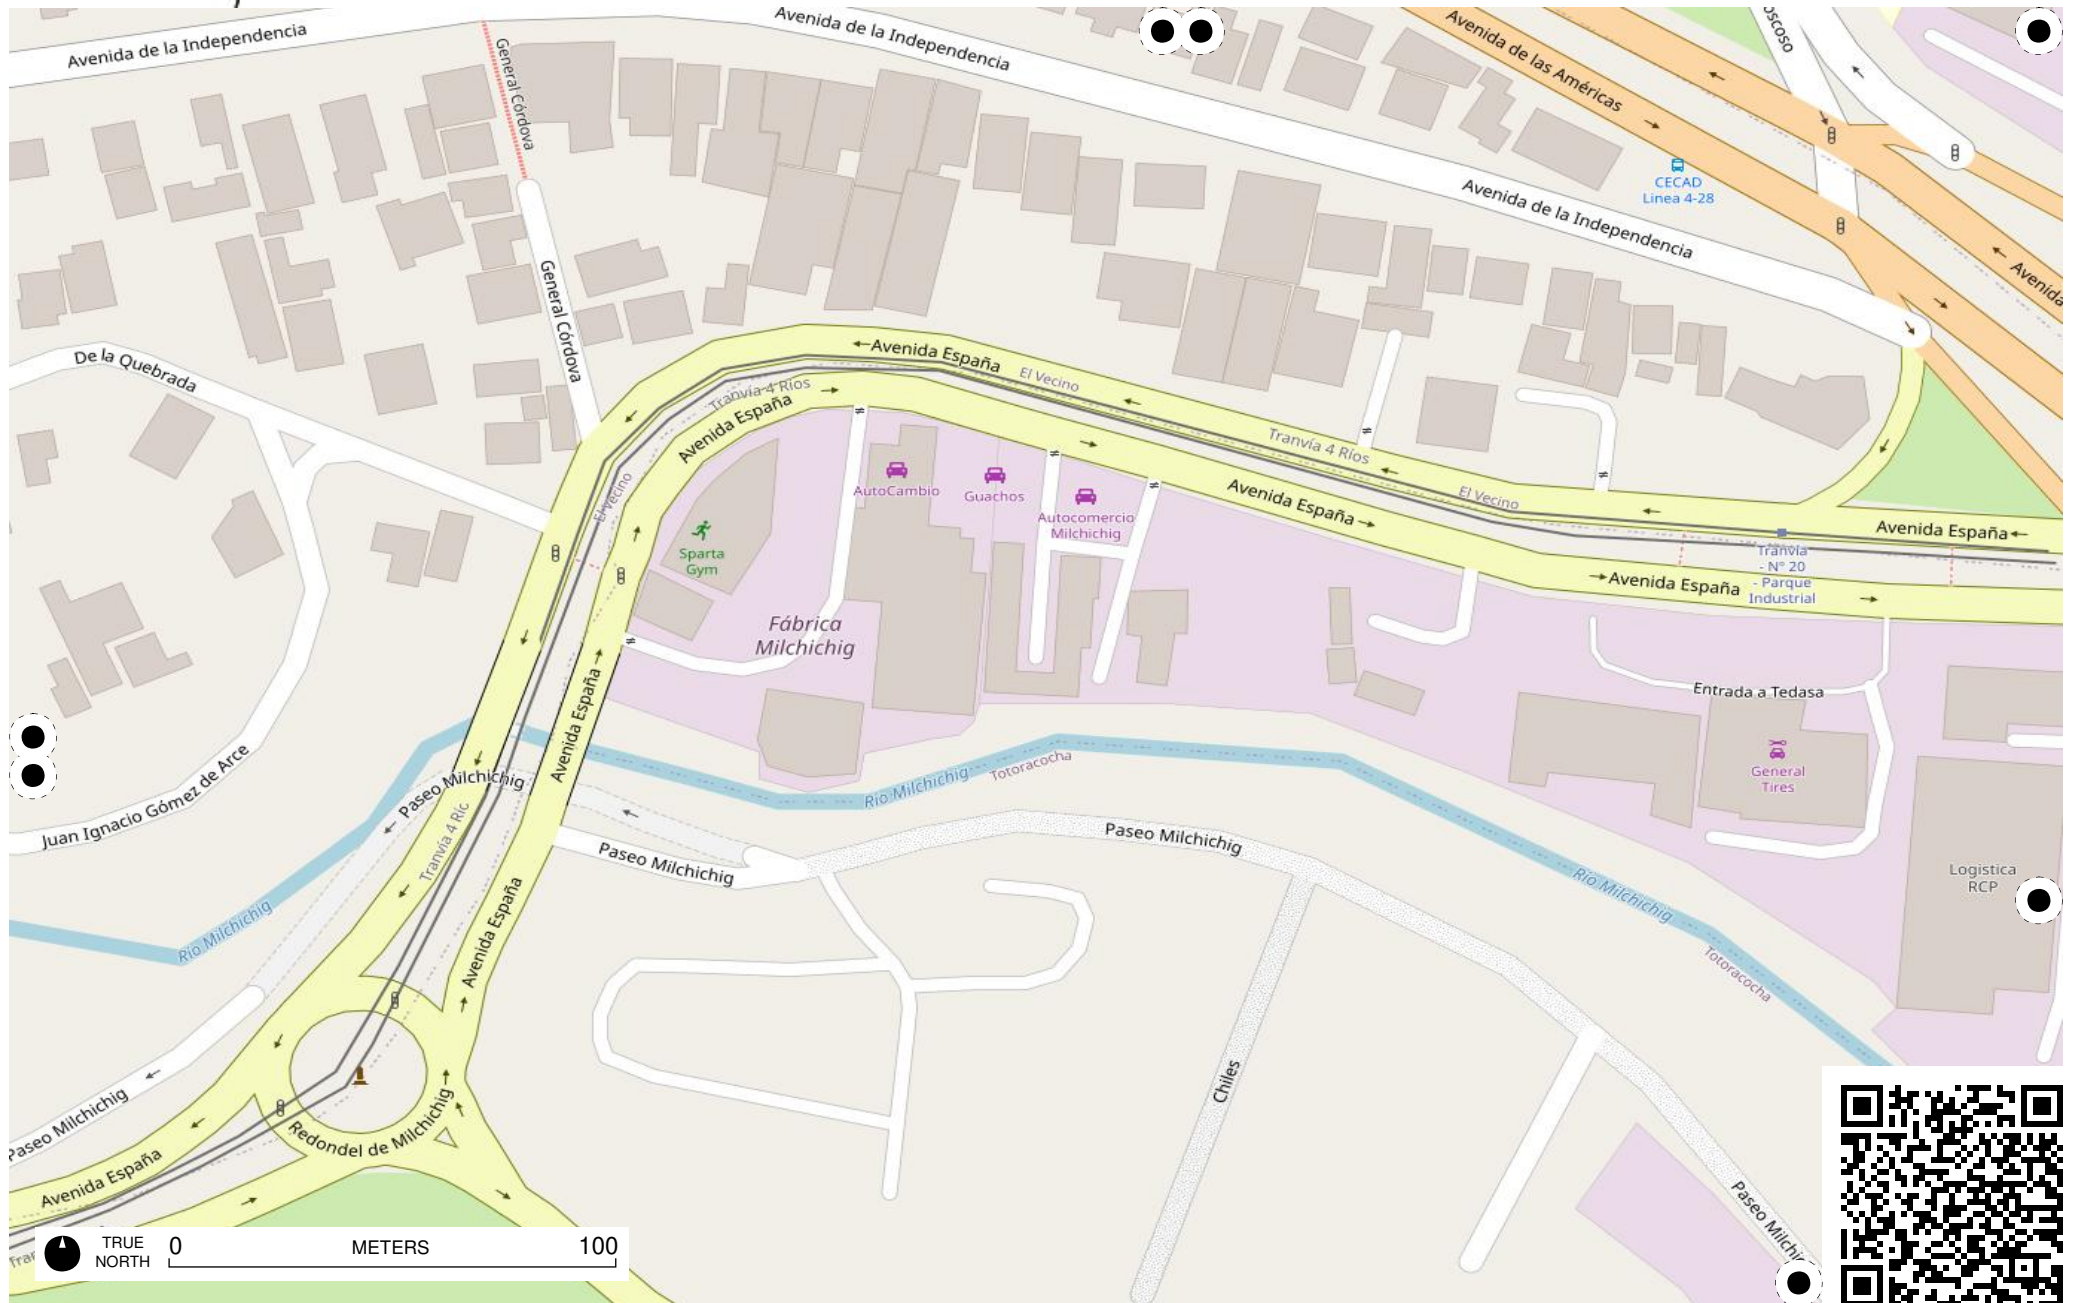 Avenida de la Independencia
Avenida de la Independencia
Avenida de las Américas
General Córdova
CECAD
Linea 4-28
Avenida de la Independencia
Avenida
General Córdova
De la Quebrada
Avenida España
El Vecino
Tranvía 4 Ríos
Avenida España
Tranvía 4 Ríos
El Vecino
AutoCambio
Guachos
Autocomercio
Milchichig
Avenida España
El Vecino
Avenida España
Sparta
Gym
Tranvía
- N° 20
- Parque
Industrial
Avenida España
Fábrica
Milchichig
Entrada a Tedasa
Avenida España
General
Tires
Juan Ignacio Gómez de Arce
Paseo Milchichig
Río Milchichig
Totoracocha
Tranvía 4 Río
Paseo Milchichig
Paseo Milchichig
Logistica
RCP
Río Milchichig
Río Milchichig
Avenida España
Totoracocha
Chiles
Paseo Milchichig
Redondel de Milchichig
Avenida España
Paseo Milchi
TRUE
NORTH
0
METERS
100